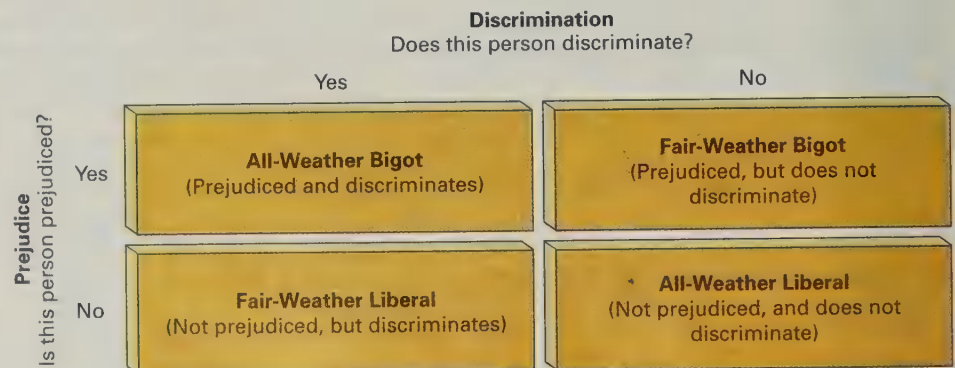 Discrimination
Does this person discriminate?
Yes
No
Prejudice
Is this person prejudiced?
Yes
All-Weather Bigot
(Prejudiced and discriminates)
Fair-Weather Bigot
(Prejudiced, but does not
discriminate)
No
Fair-Weather Liberal
(Not prejudiced, but discriminates)
All-Weather Liberal
(Not prejudiced, and does not
discriminate)